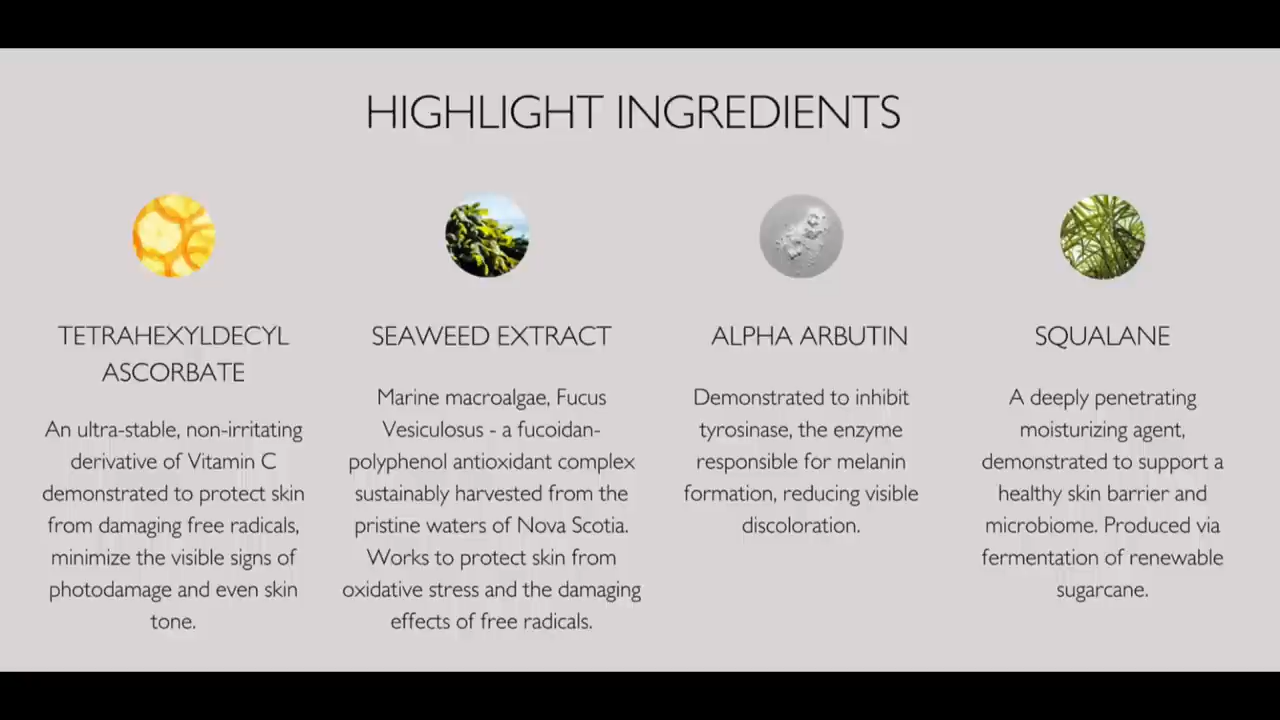 HIGHLIGHT INGREDIENTS
TETRAHEXYLDECYL
ASCORBATE
An ultra-stable, non-irritating
derivative of Vitamin C
demonstrated to protect skin
from damaging free radicals,
minimize the visible signs of
photodamage and even skin
tone.
SEAWEED EXTRACT
Marine macroalgae, Fucus
Vesiculosus - a fucoidan-
polyphenol antioxidant complex
sustainably harvested from the
pristine waters of Nova Scotia.
Works to protect skin from
oxidative stress and the damaging
effects of free radicals.
ALPHA ARBUTIN
Demonstrated to inhibit
tyrosinase, the enzyme
responsible for melanin
formation, reducing visible
discoloration.
SQUALANE
A deeply penetrating
moisturizing agent,
demonstrated to support a
healthy skin barrier and
microbiome. Produced via
fermentation of renewable
sugarcane.